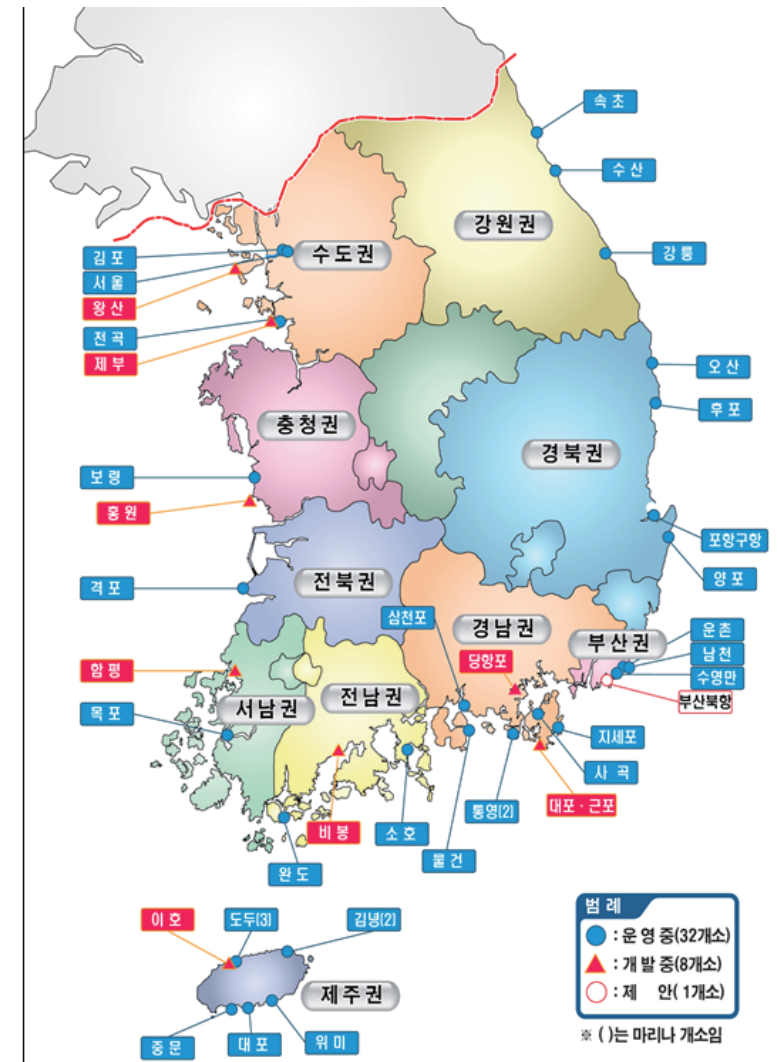 속초
수산
강원권
수도권
김포
서울
왕산
전곡
제부
강릉
오산
후포
충청권
경북권
보령
홍원
포항구항
양포
격포
전북권
삼천포
경남권
부산권
운촌
남천
수영만
부산북항
함평
당항포
서남권
전남권
목포
지세포
사곡
대포·근포
통영(2)
비봉
소호
물건
완도
이호
도두(3)
김녕(2)
제주권
중문
대포
위미
범례
: 운영중(32개소)
: 개발중(8개소)
: 제 안( 1개소)
※ ( )는 마리나 개소임